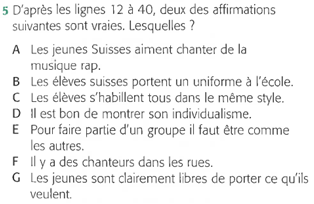 5 D'après les lignes 12 à 40, deux des affirmations
suivantes sont vraies. Lesquelles ?
A Les jeunes Suisses aiment chanter de la
musique rap.
B Les élèves suisses portent un uniforme à l'école.
C Les élèves s'habillent tous dans le même style.
D Il est bon de montrer son individualisme.
E Pour faire partie d'un groupe il faut être comme
les autres.
F Il y a des chanteurs dans les rues.
G Les jeunes sont clairement libres de porter ce qu'ils
veulent.